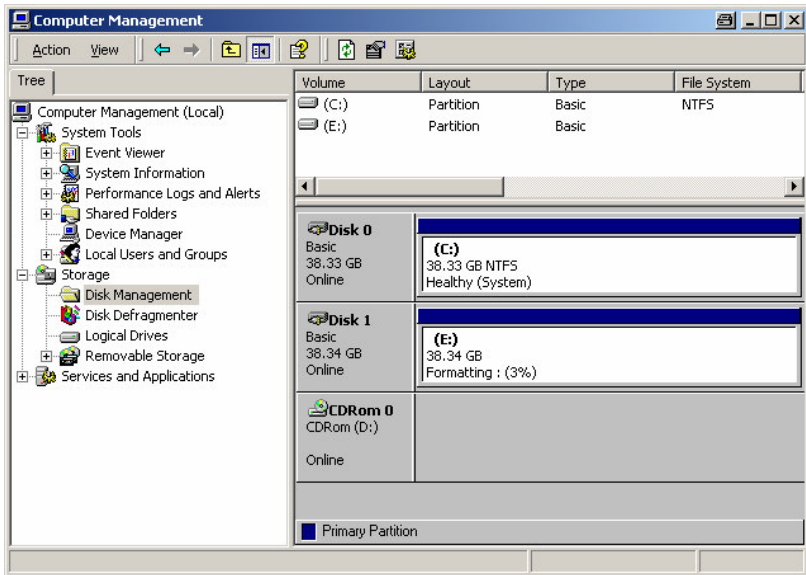 Computer Management
Action View
Tree
Computer Management (Local)
System Tools
Event Viewer
System Information
Performance Logs and Alerts
Shared Folders
Device Manager
Local Users and Groups
Storage
Disk Management
Disk Defragmenter
Logical Drives
Removable Storage
Services and Applications
Volume Layout Type File System
(C:) Partition Basic NTFS
(E:) Partition Basic
Disk 0
Basic
38.33 GB
Online
(C:)
38.33 GB NTFS
Healthy (System)
Disk 1
Basic
38.34 GB
Online
(E:)
38.34 GB
Formatting : (3%)
CDRom 0
CDRom (D:)
Online
Primary Partition